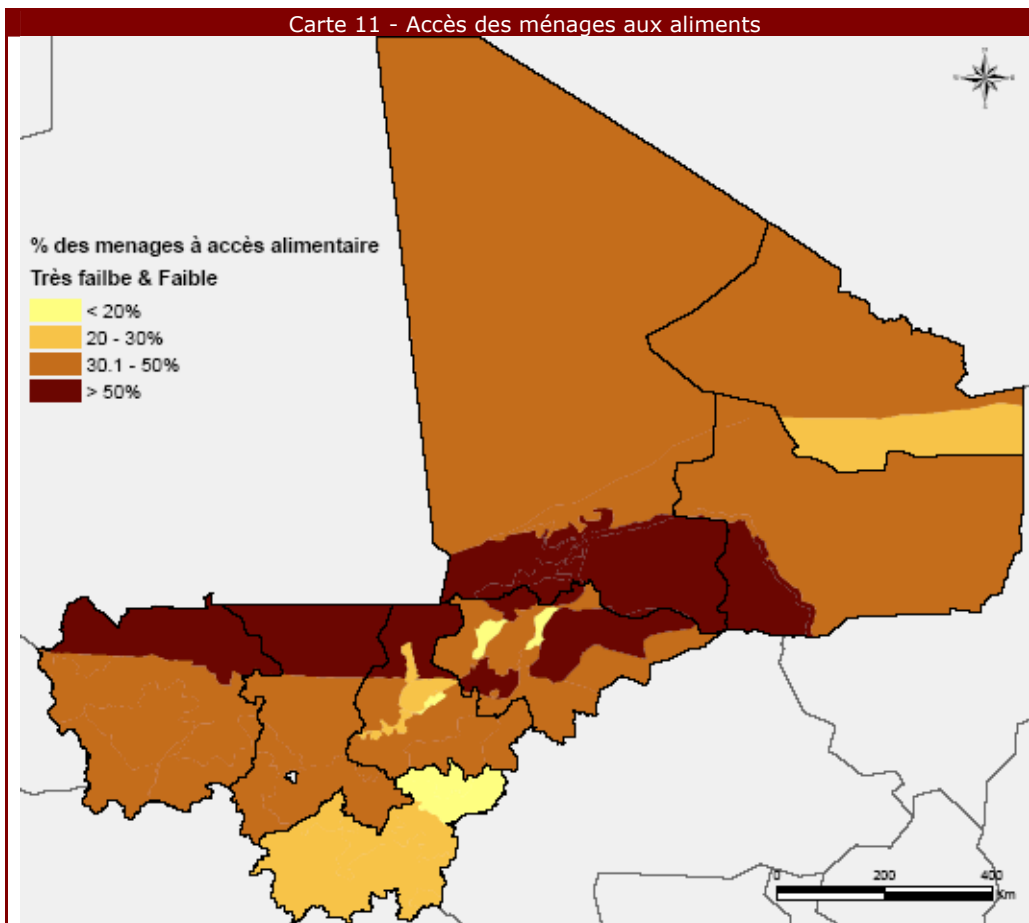 Carte 11 - Accès des ménages aux aliments
% des menages à accès alimentaire
Très failbe & Faible
< 20%
20 - 30%
30.1 - 50%
> 50%
0 200 400
Km